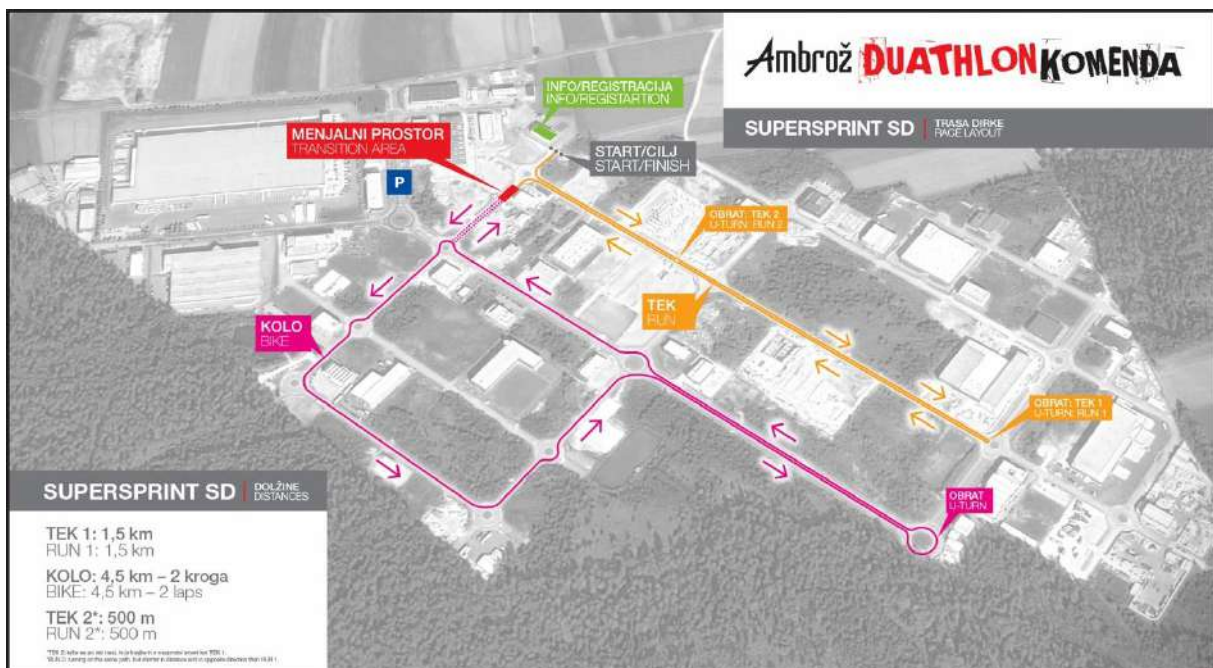 Ambrož DUATHLON KOMENDA
SUPERSPRINT SD | TRASA DIRKE
RACE LAYOUT
INFO/REGISTRACIJA
INFO/REGISTARTION
MENJALNI PROSTOR
TRANSITION AREA
START/CILJ
START/FINISH
P
OBRAT: TEK 2
U-TURN: RUN 2
TEK
RUN
KOLO
BIKE
OBRAT: TEK 1
U-TURN: RUN 1
OBRAT
U-TURN
SUPERSPRINT SD | DOLŽINE
DISTANCES
TEK 1: 1,5 km
RUN 1: 1,5 km
KOLO: 4,5 km – 2 kroga
BIKE: 4,5 km – 2 laps
TEK 2*: 500 m
RUN 2*: 500 m